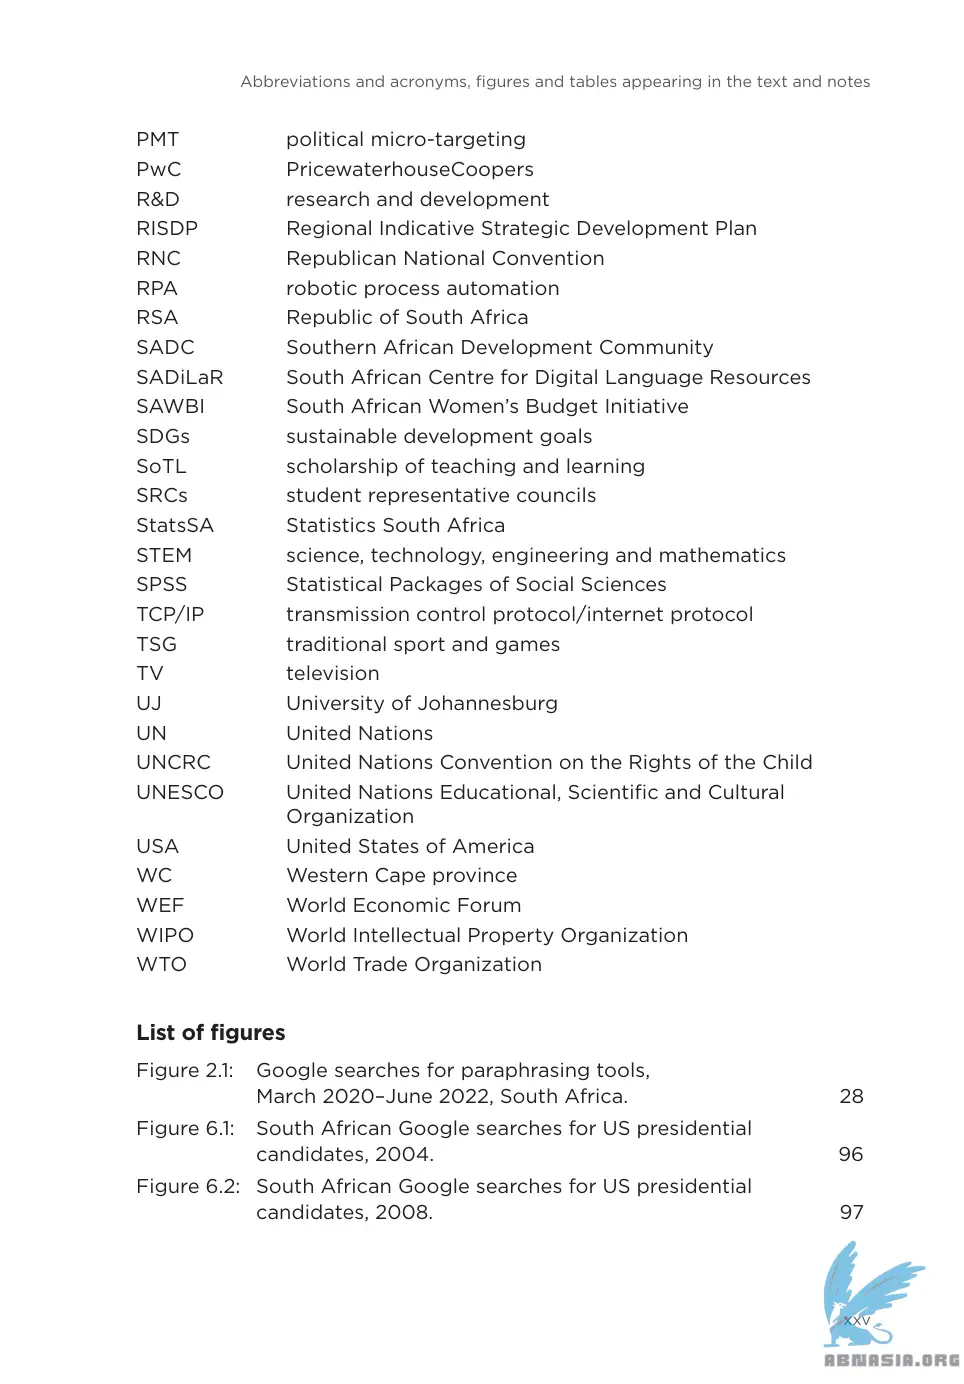 Abbreviations and acronyms, figures and tables appearing in the text and notes
PMT political micro-targeting
PwC PricewaterhouseCoopers
R&D research and development
RISDP Regional Indicative Strategic Development Plan
RNC Republican National Convention
RPA robotic process automation
RSA Republic of South Africa
SADC Southern African Development Community
SADiLaR South African Centre for Digital Language Resources
SAWBI South African Women’s Budget Initiative
SDGs sustainable development goals
SoTL scholarship of teaching and learning
SRCs student representative councils
StatsSA Statistics South Africa
STEM science, technology, engineering and mathematics
SPSS Statistical Packages of Social Sciences
TCP/IP transmission control protocol/internet protocol
TSG traditional sport and games
TV television
UJ University of Johannesburg
UN United Nations
UNCRC United Nations Convention on the Rights of the Child
UNESCO United Nations Educational, Scientific and Cultural
Organization
USA United States of America
WC Western Cape province
WEF World Economic Forum
WIPO World Intellectual Property Organization
WTO World Trade Organization
List of figures
Figure 2.1: Google searches for paraphrasing tools,
March 2020–June 2022, South Africa. 28
Figure 6.1: South African Google searches for US presidential
candidates, 2004. 96
Figure 6.2: South African Google searches for US presidential
candidates, 2008. 97
xxv
ABNASIA.ORG